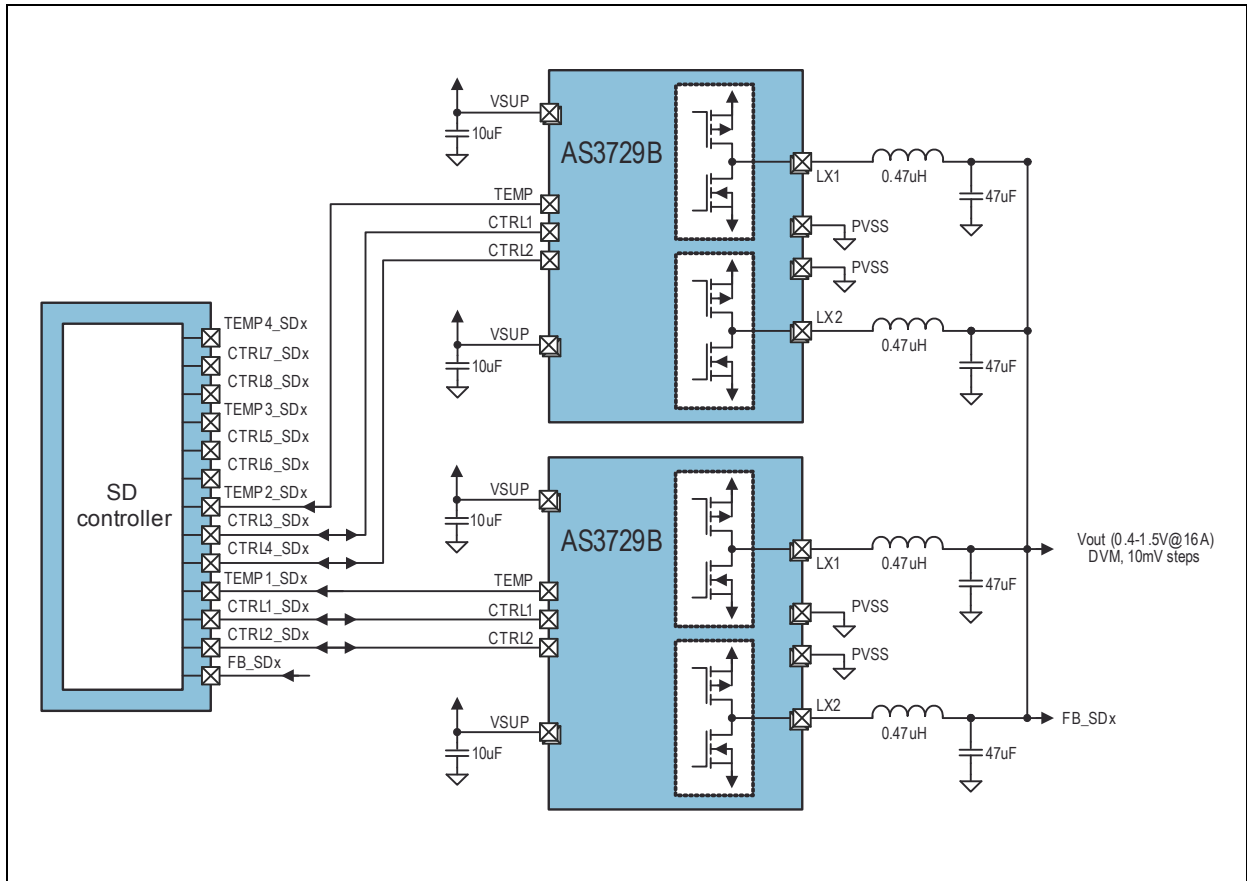 VSUP
10uF
AS3729B
LX1
0.47uH
47uF
TEMP
CTRL1
CTRL2
PVSS
PVSS
VSUP
10uF
LX2
0.47uH
47uF
SD
controller
TEMP4_SDx
CTRL7_SDx
CTRL8_SDx
TEMP3_SDx
CTRL5_SDx
CTRL6_SDx
TEMP2_SDx
CTRL3_SDx
CTRL4_SDx
TEMP1_SDx
CTRL1_SDx
CTRL2_SDx
FB_SDx
VSUP
10uF
AS3729B
LX1
0.47uH
47uF
Vout (0.4-1.5V@16A)
DVM, 10mV steps
TEMP
CTRL1
CTRL2
PVSS
PVSS
VSUP
10uF
LX2
0.47uH
47uF
FB_SDx